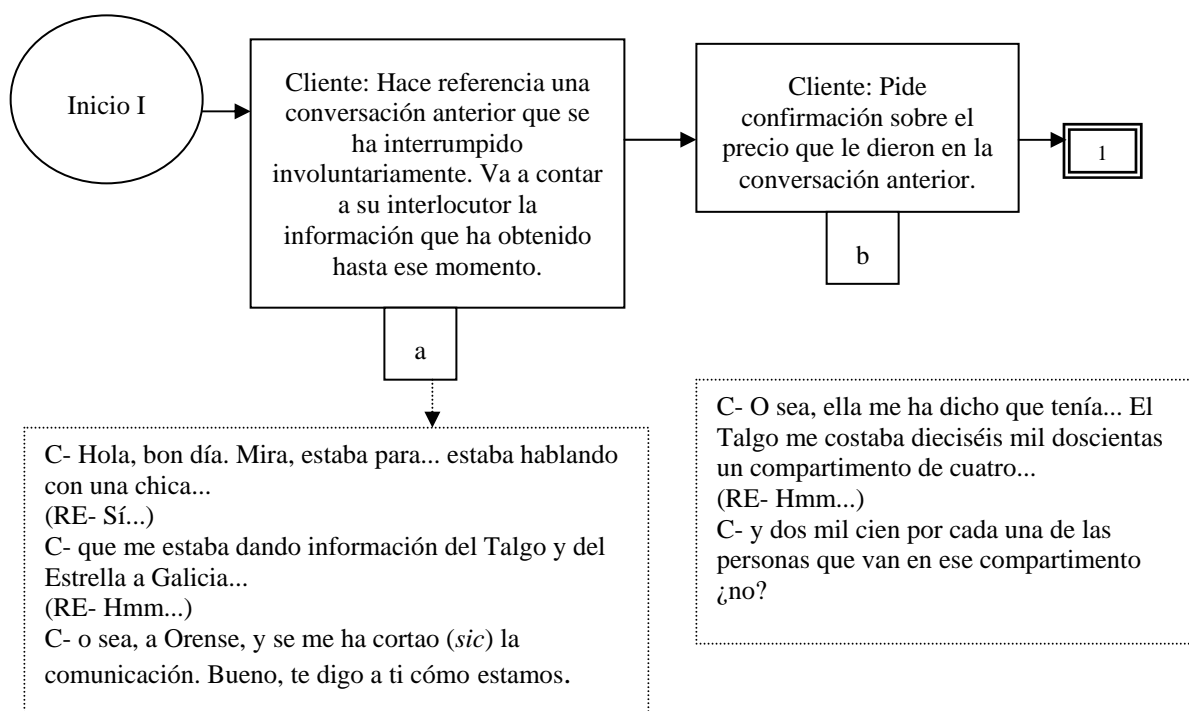 Inicio I
Cliente: Hace referencia una
conversación anterior que se
ha interrumpido
involuntariamente. Va a contar
a su interlocutor la
información que ha obtenido
hasta ese momento.
a
Cliente: Pide
confirmación sobre el
precio que le dieron en la
conversación anterior.
b
1
C- Hola, bon día. Mira, estaba para... estaba hablando
con una chica...
(RE- Sí...)
C- que me estaba dando información del Talgo y del
Estrella a Galicia...
(RE- Hmm...)
C- o sea, a Orense, y se me ha cortao (sic) la
comunicación. Bueno, te digo a ti cómo estamos.
C- O sea, ella me ha dicho que tenía... El
Talgo me costaba dieciséis mil doscientas
un compartimento de cuatro...
(RE- Hmm...)
C- y dos mil cien por cada una de las
personas que van en ese compartimento
¿no?